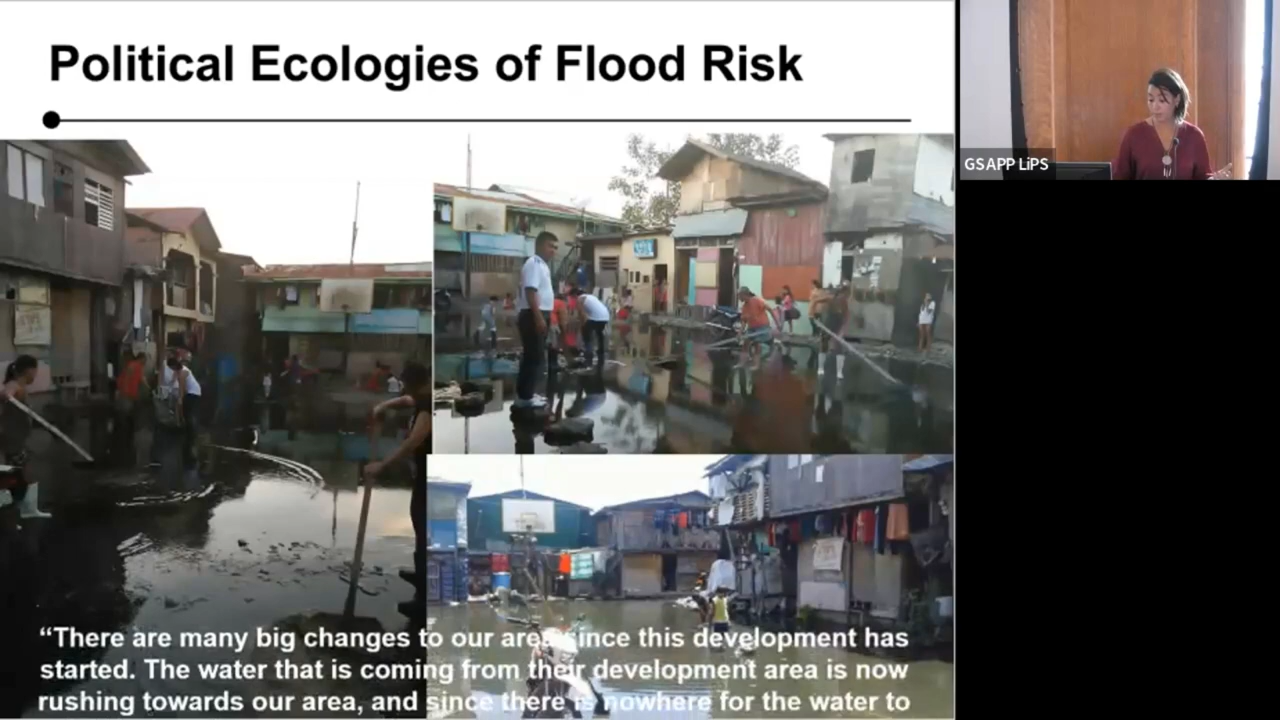 Political Ecologies of Flood Risk
GSAPP LiPS
“There are many big changes to our area since this development has
started. The water that is coming from their development area is now
rushing towards our area, and since there is nowhere for the water to